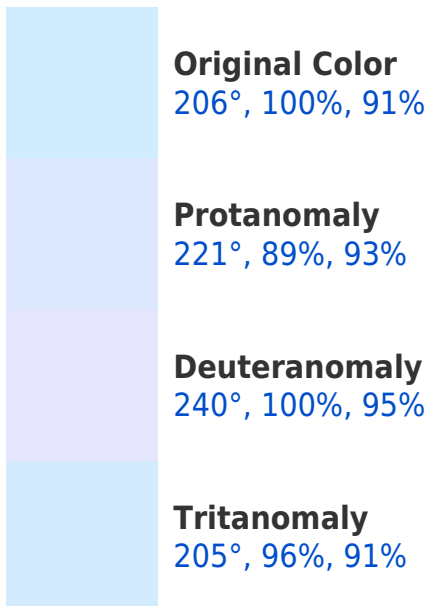 Original Color
206°, 100%, 91%
Protanomaly
221°, 89%, 93%
Deuteranomaly
240°, 100%, 95%
Tritanomaly
205°, 96%, 91%